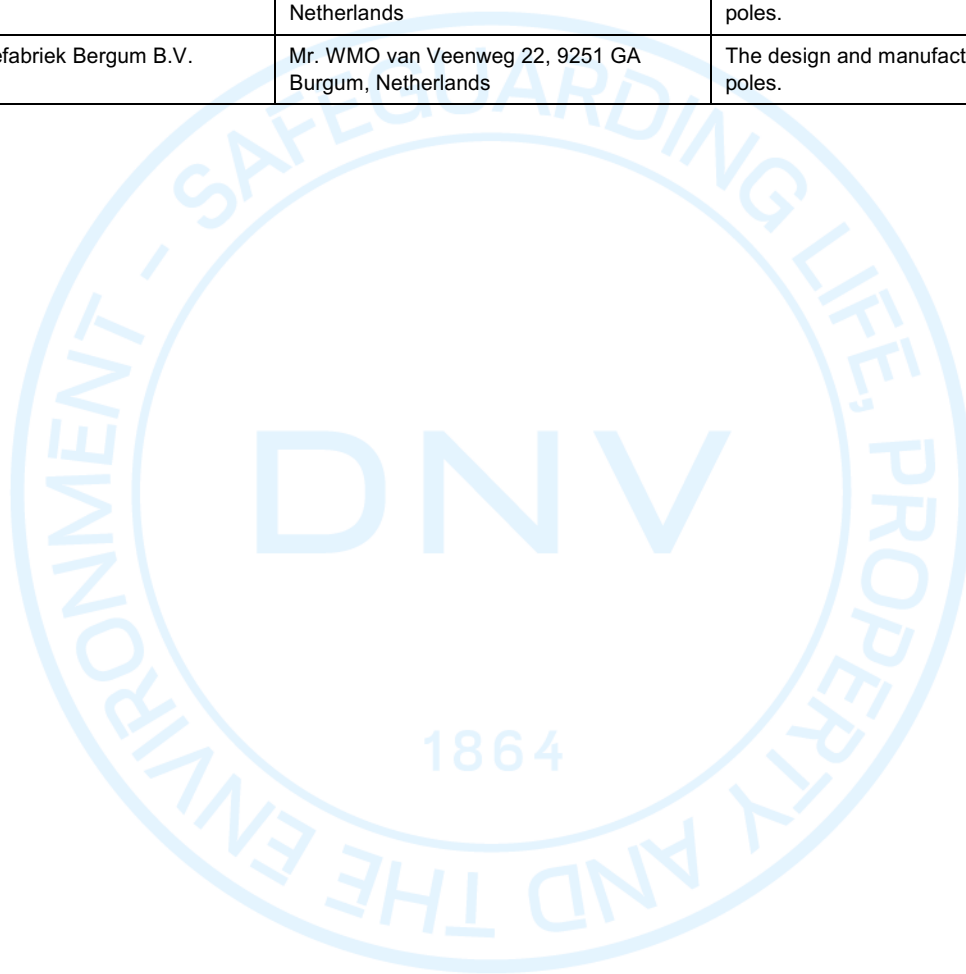 Netherlands
poles.
efabriek Bergum B.V.
Mr. WMO van Veenweg 22, 9251 GA
Burgum, Netherlands
The design and manufact
poles.
SAFEGUARDING LIFE, PROPERTY AND THE ENVIRONMENT -
DNV
1864